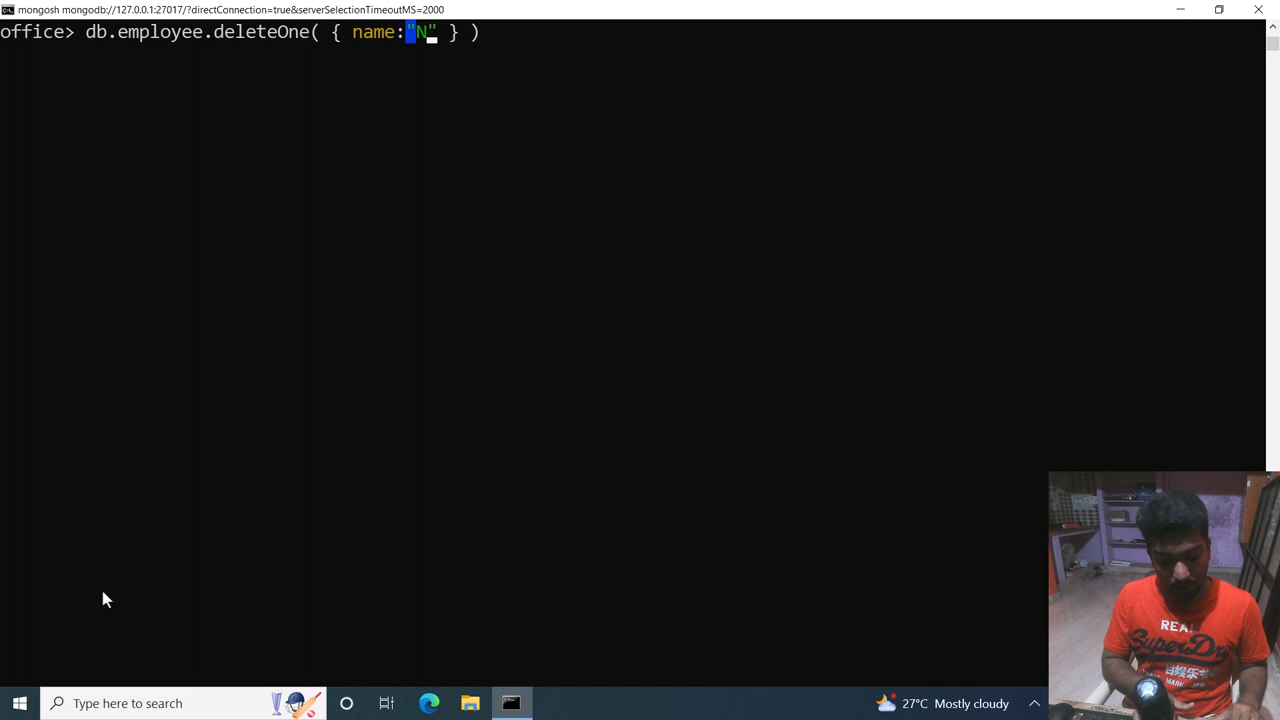 mongosh mongodb://127.0.0.1:27017/?directConnection=true&serverSelectionTimeoutMS=2000
office> db.employee.deleteOne( { name:"N" } )
REAL
SuperDry
Type here to search
27°C Mostly cloudy